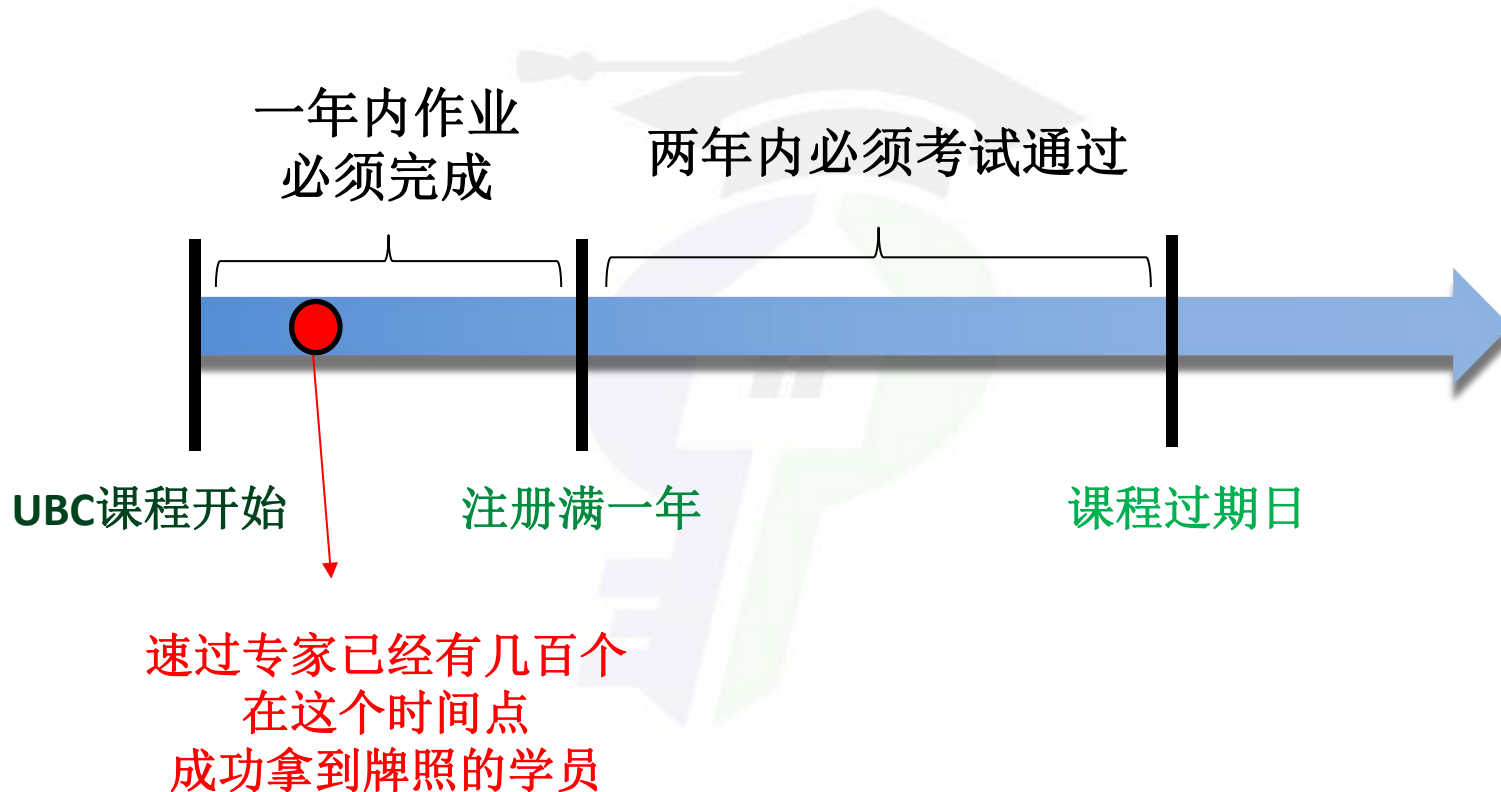 一年内作业
必须完成
两年内必须考试通过
UBC课程开始
注册满一年
课程过期日
速过专家已经有几百个
在这个时间点
成功拿到牌照的学员